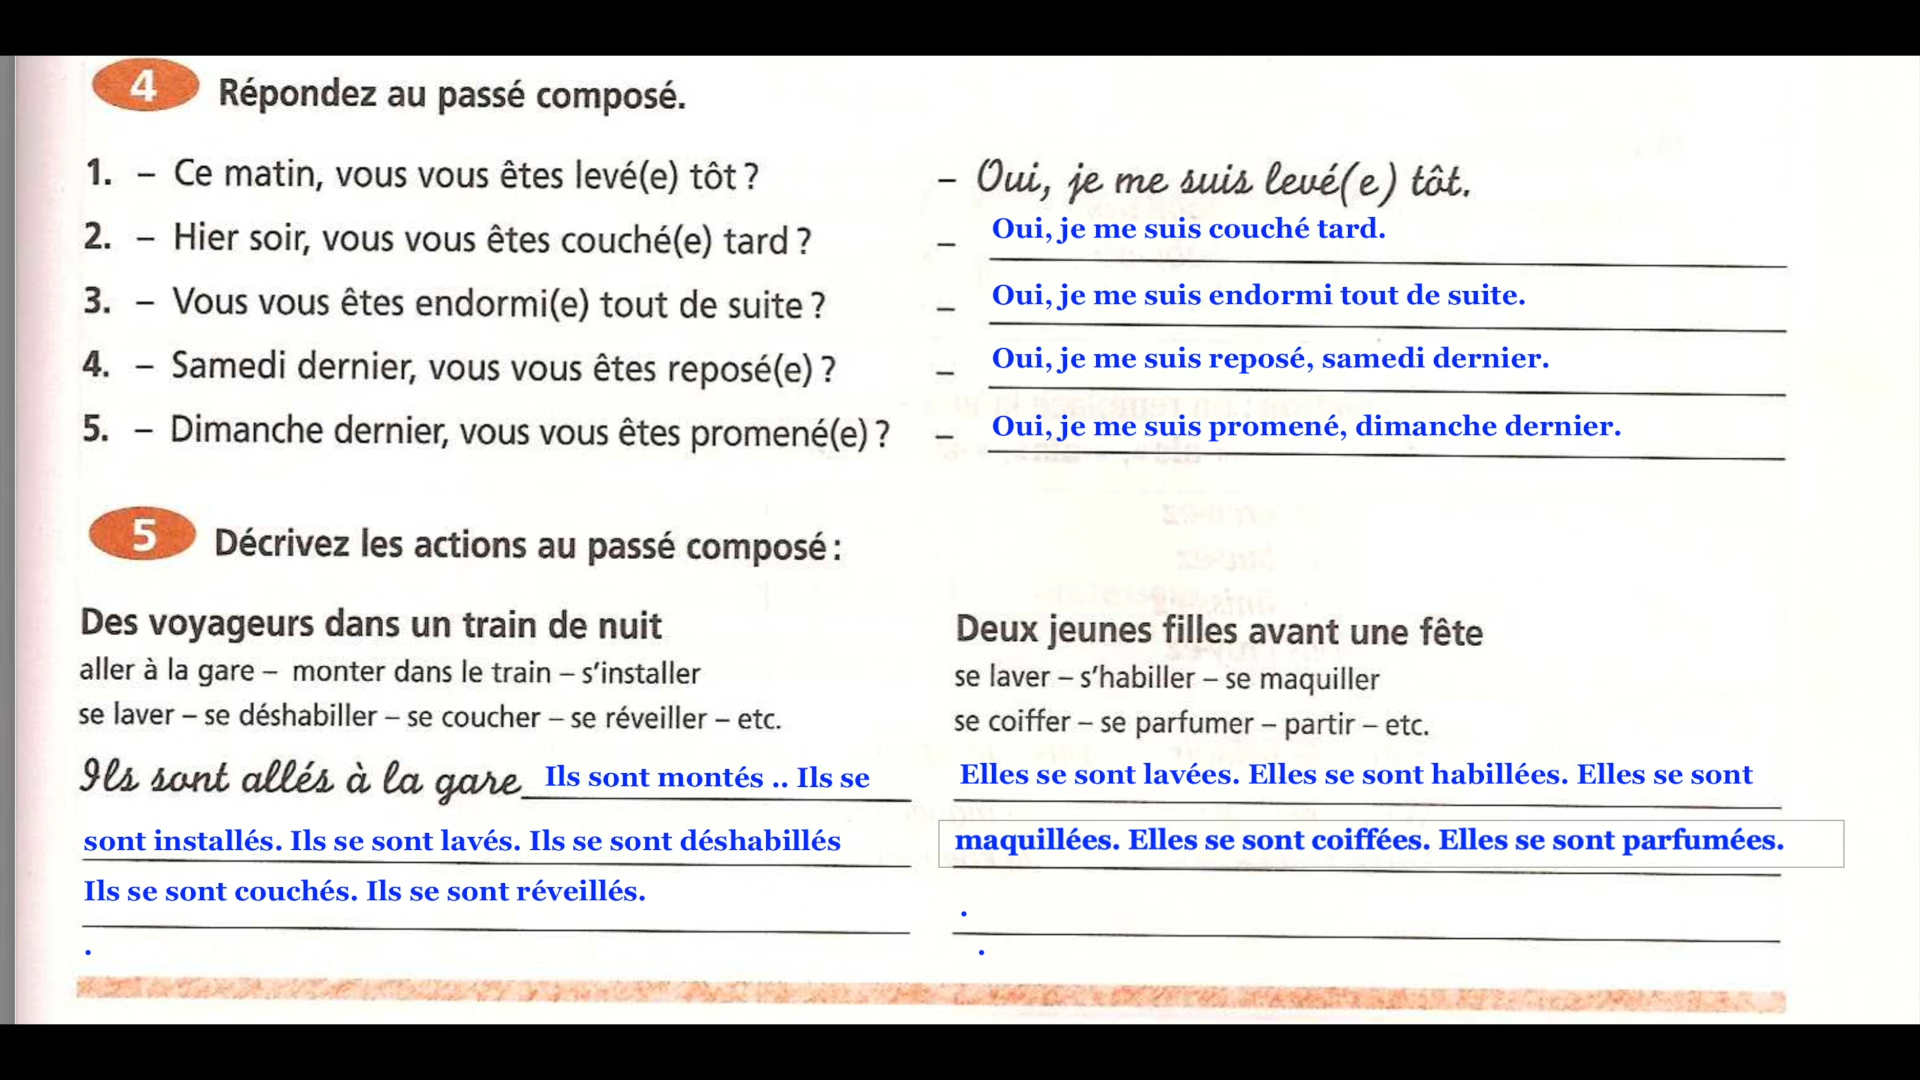 4 Répondez au passé composé.
1. – Ce matin, vous vous êtes levé(e) tôt ? – Oui, je me suis levé(e) tôt.
2. – Hier soir, vous vous êtes couché(e) tard ? – Oui, je me suis couché tard.
3. – Vous vous êtes endormi(e) tout de suite ? – Oui, je me suis endormi tout de suite.
4. – Samedi dernier, vous vous êtes reposé(e) ? – Oui, je me suis reposé, samedi dernier.
5. – Dimanche dernier, vous vous êtes promené(e) ? – Oui, je me suis promené, dimanche dernier.
5 Décrivez les actions au passé composé :
Des voyageurs dans un train de nuit
aller à la gare – monter dans le train – s'installer
se laver – se déshabiller – se coucher – se réveiller – etc.
Ils sont allés à la gare Ils sont montés .. Ils se
sont installés. Ils se sont lavés. Ils se sont déshabillés
Ils se sont couchés. Ils se sont réveillés.
.
Deux jeunes filles avant une fête
se laver – s'habiller – se maquiller
se coiffer – se parfumer – partir – etc.
Elles se sont lavées. Elles se sont habillées. Elles se sont
maquillées. Elles se sont coiffées. Elles se sont parfumées.
.
.